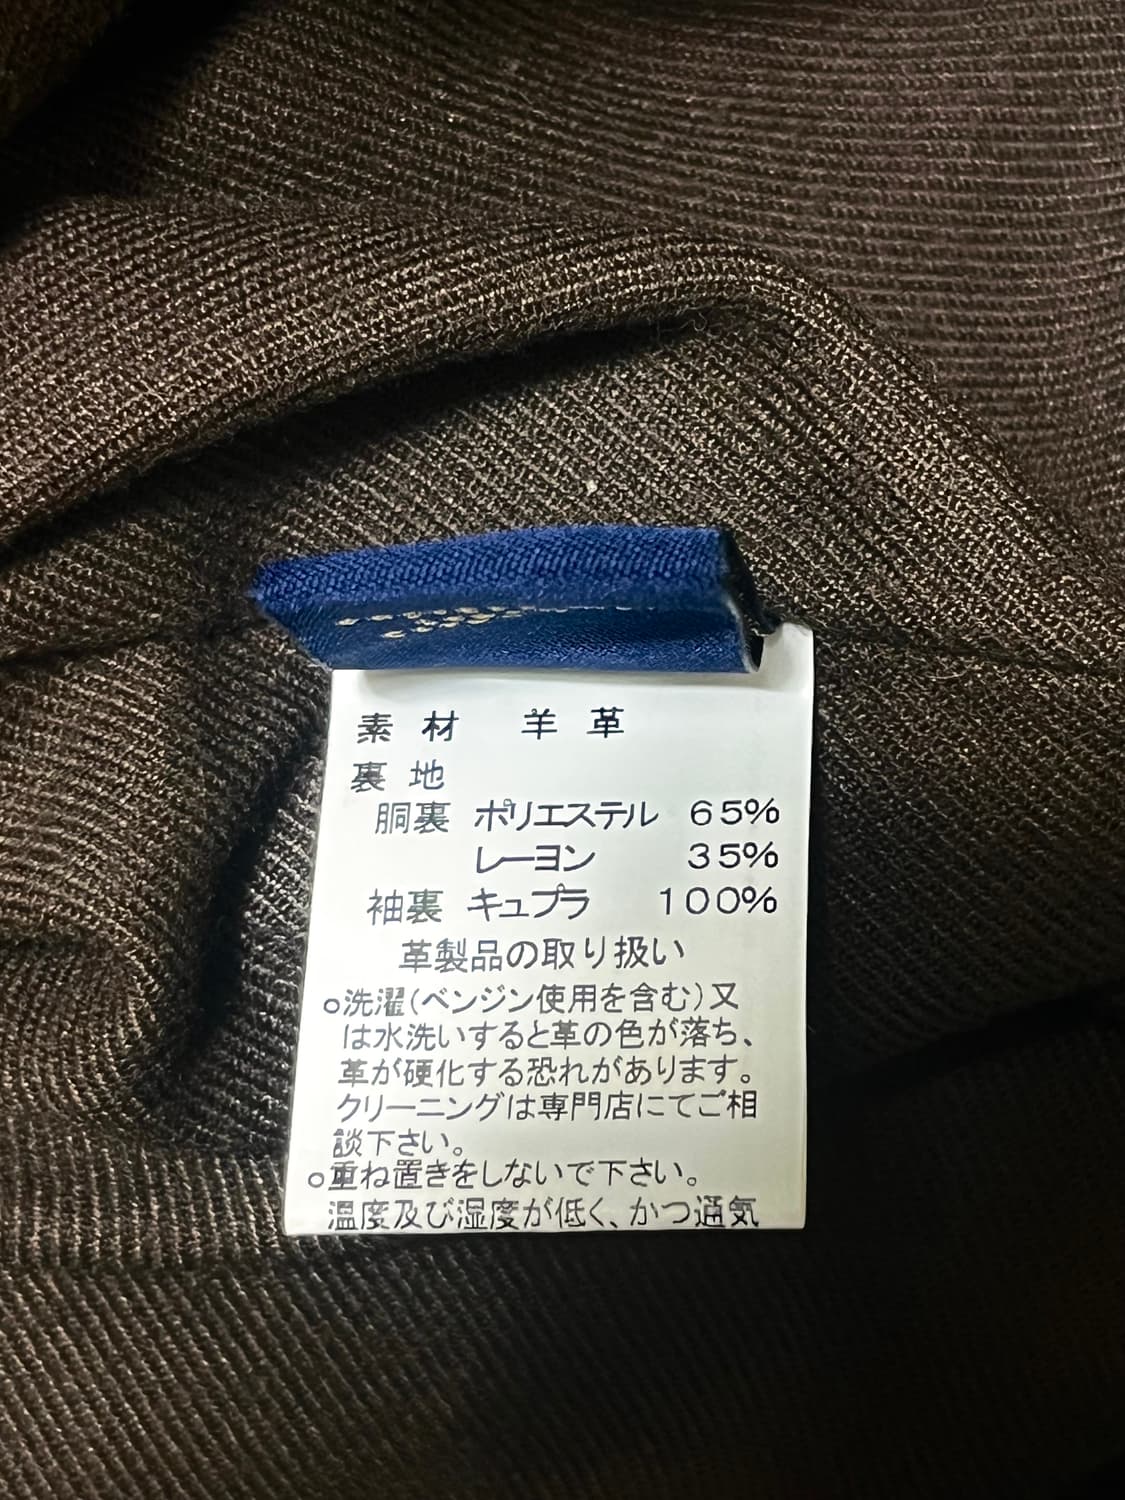 素材 羊革
裏地
胴裏 ポリエステル 65%
レーヨン 35%
袖裏 キュプラ 100%
革製品の取り扱い
○洗濯(ベンジン使用を含む)又
は水洗いすると革の色が落ち、
革が硬化する恐れがあります。
クリーニングは専門店にてご相
談下さい。
○重ね置きをしないで下さい。
温度及び湿度が低く、かつ通気